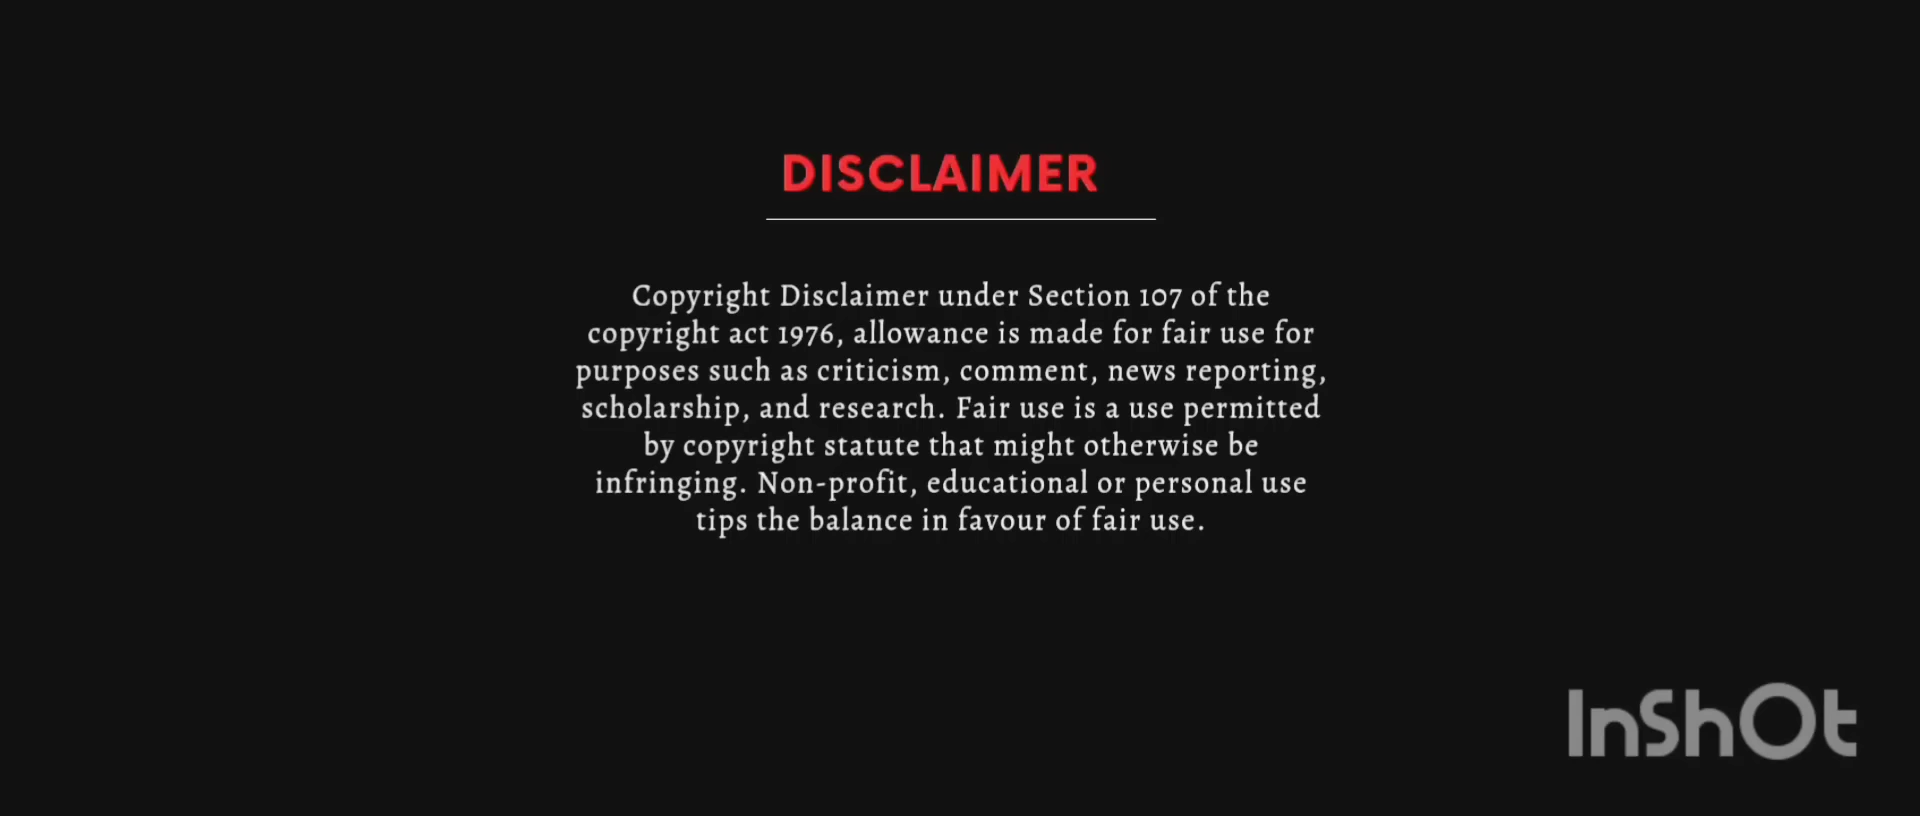 DISCLAIMER
Copyright Disclaimer under Section 107 of the
copyright act 1976, allowance is made for fair use for
purposes such as criticism, comment, news reporting,
scholarship, and research. Fair use is a use permitted
by copyright statute that might otherwise be
infringing. Non-profit, educational or personal use
tips the balance in favour of fair use.
InShOt